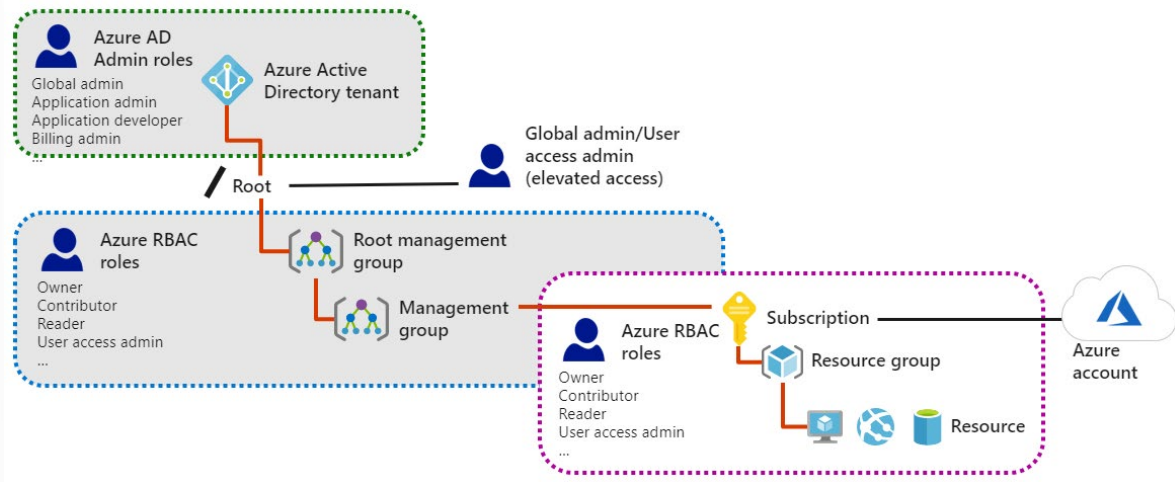 Azure AD
Admin roles
Global admin
Application admin
Application developer
Billing admin
...
Azure Active
Directory tenant
Global admin/User
access admin
(elevated access)
/ Root
Azure RBAC
roles
Owner
Contributor
Reader
User access admin
...
Root management
group
Management
group
Azure RBAC
roles
Owner
Contributor
Reader
User access admin
...
Subscription
Resource group
Resource
Azure
account